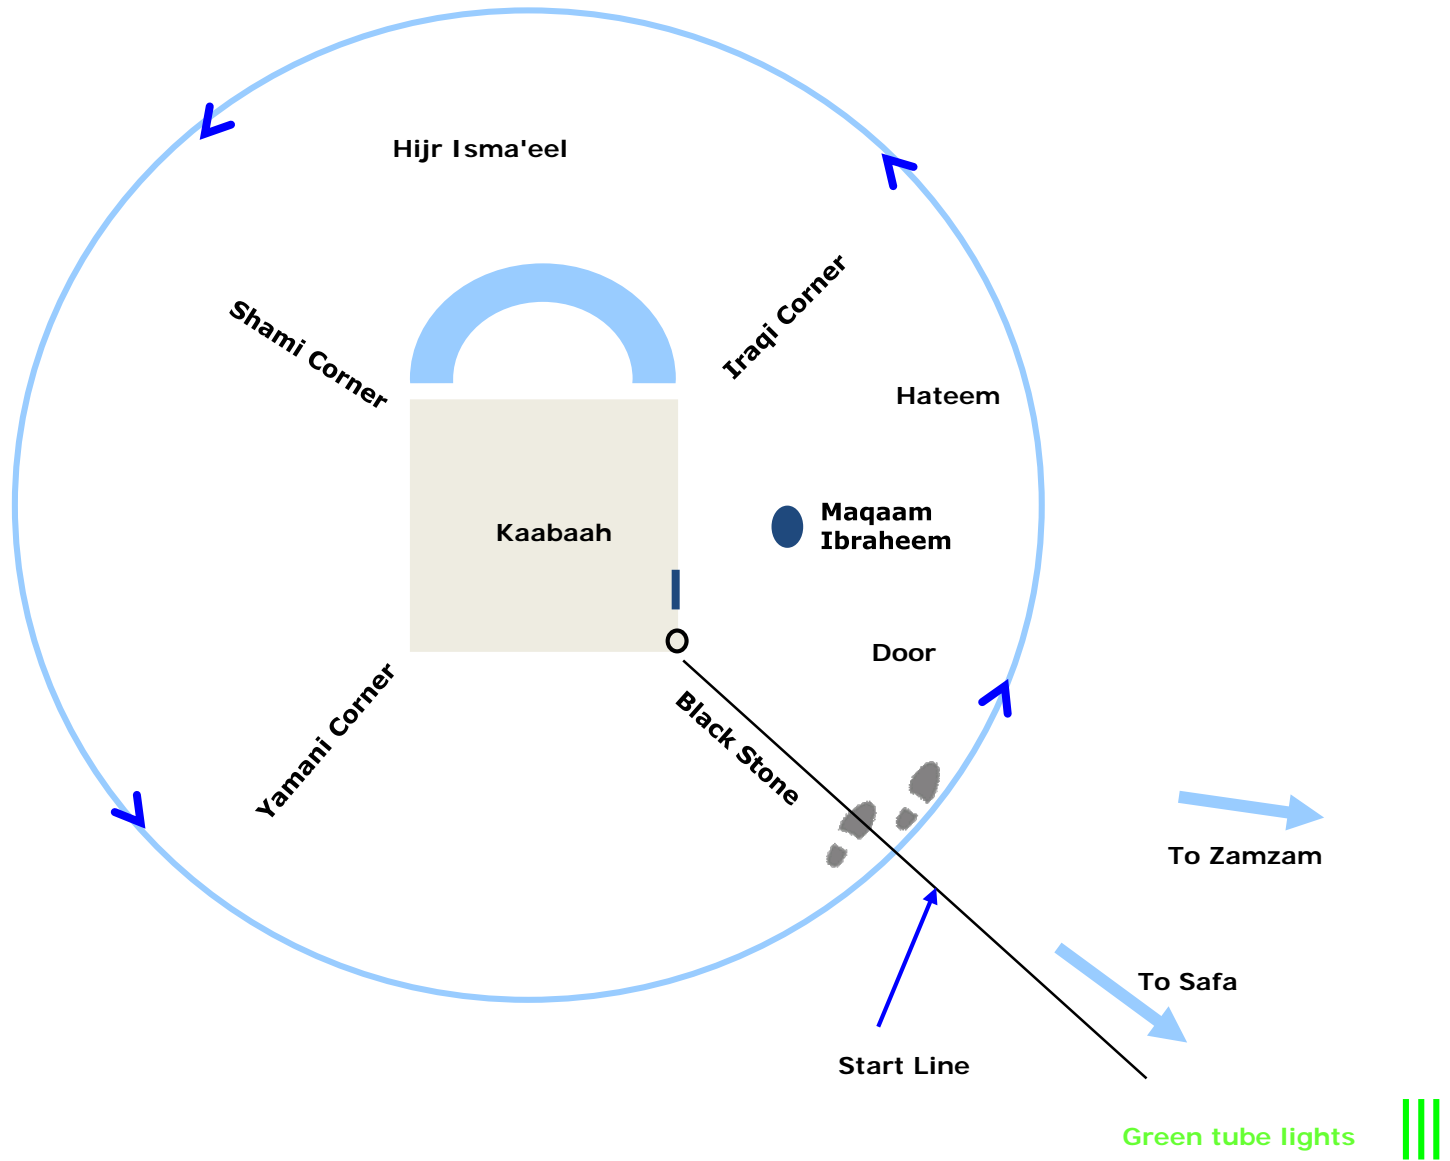 Hijr Isma'eel
Shami Corner
Iraqi Corner
Hateem
Maqaam
Ibraheem
Kaabaah
Door
Yamani Corner
Black Stone
To Zamzam
To Safa
Start Line
Green tube lights